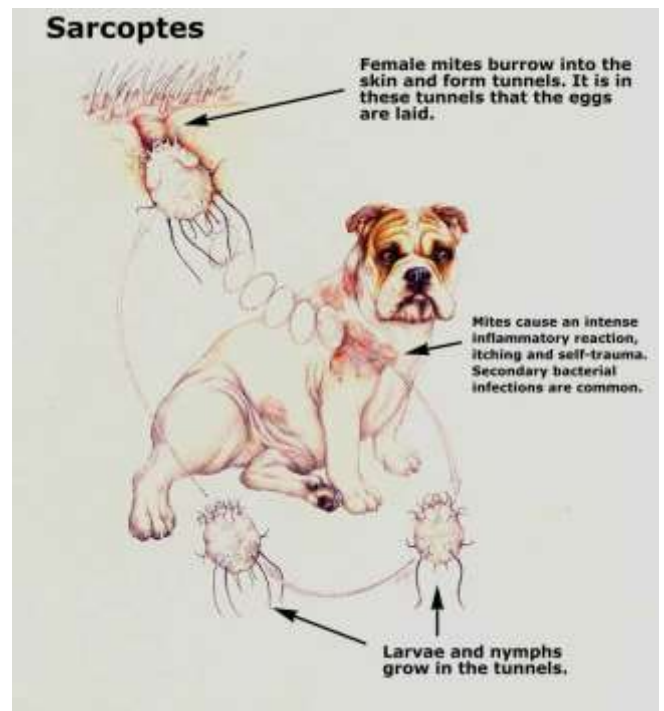 Sarcoptes
Female mites burrow into the
skin and form tunnels. It is in
these tunnels that the eggs
are laid.
Mites cause an intense
inflammatory reaction,
itching and self-trauma.
Secondary bacterial
infections are common.
Larvae and nymphs
grow in the tunnels.